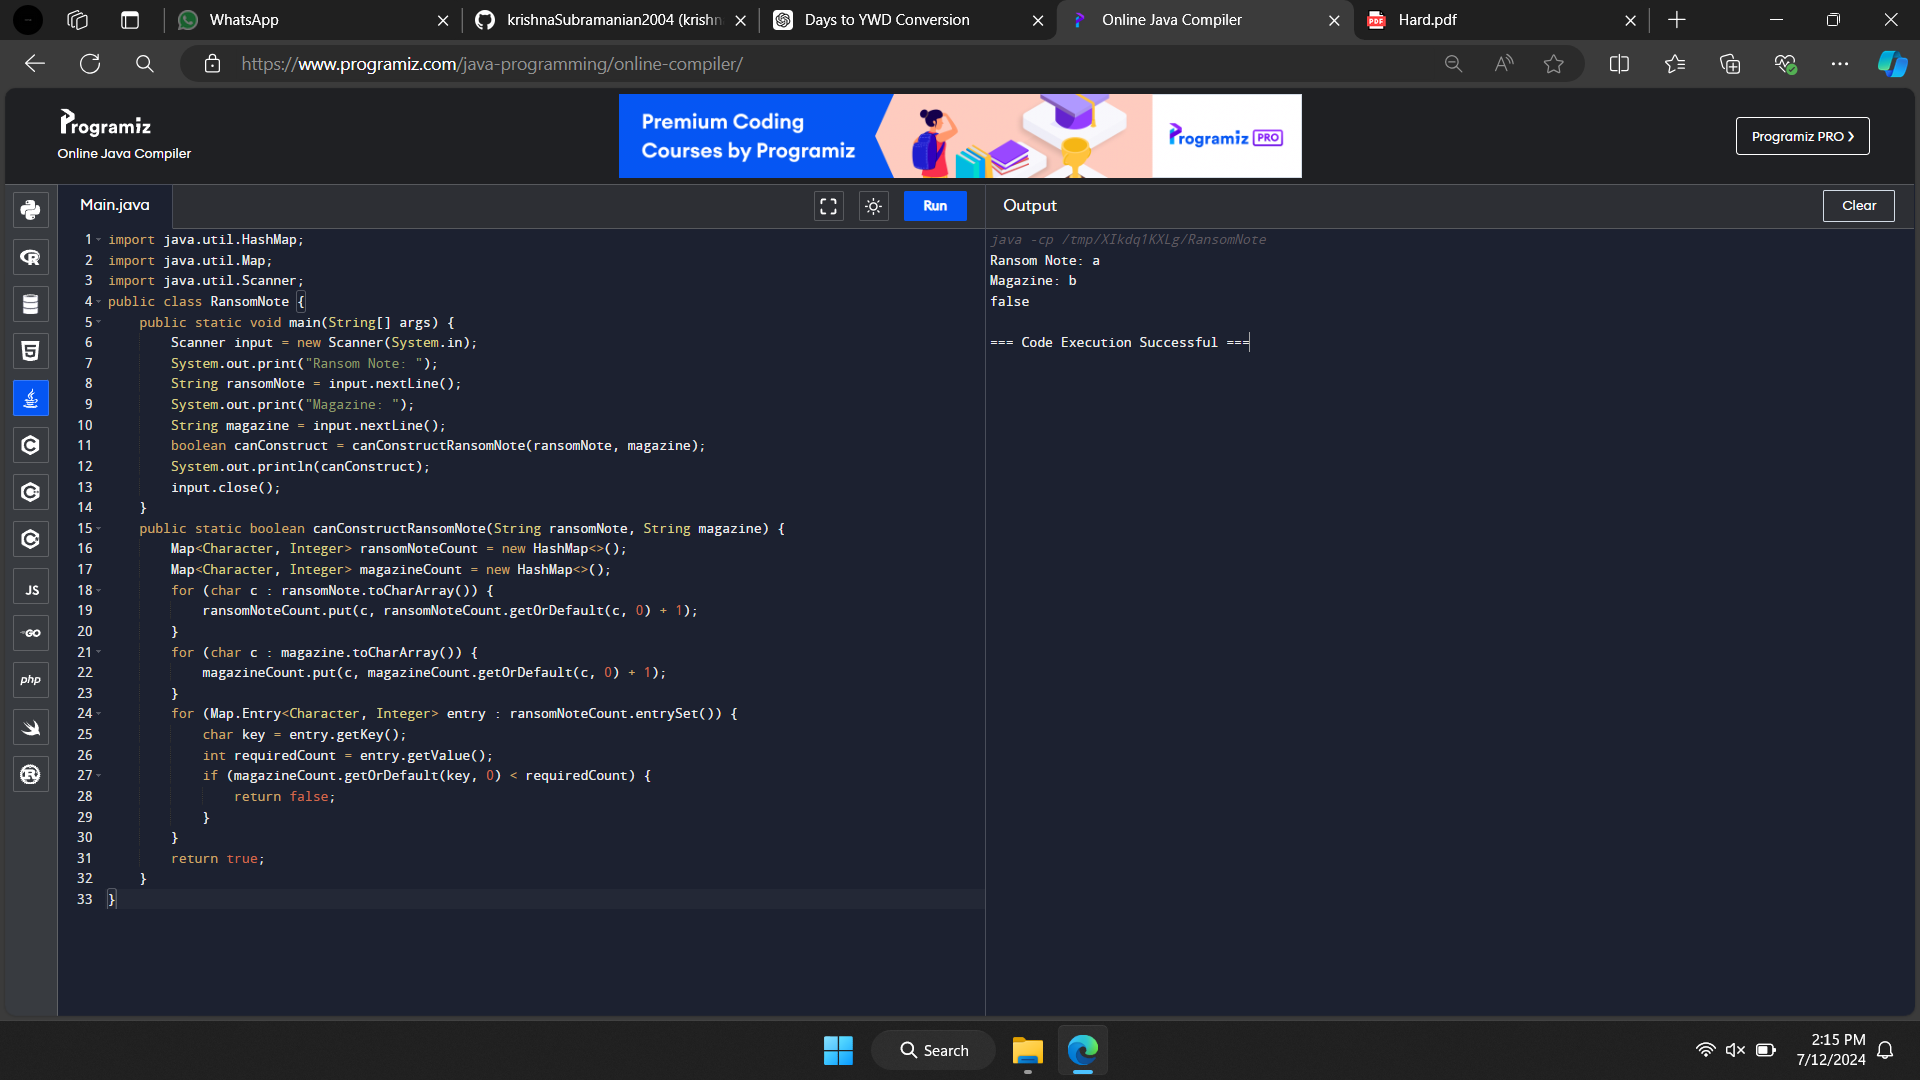 WhatsApp
krishnaSubramanian2004 (krishn
Days to YWD Conversion
Online Java Compiler
Hard.pdf
https://www.programiz.com/java-programming/online-compiler/
Programiz
Online Java Compiler
Premium Coding
Courses by Programiz
Programiz PRO
Programiz PRO ›
Main.java
Run
Output
Clear
1 import java.util.HashMap;
2 import java.util.Map;
3 import java.util.Scanner;
4 public class RansomNote {
5 public static void main(String[] args) {
6 Scanner input = new Scanner(System.in);
7 System.out.print("Ransom Note: ");
8 String ransomNote = input.nextLine();
9 System.out.print("Magazine: ");
10 String magazine = input.nextLine();
11 boolean canConstruct = canConstructRansomNote(ransomNote, magazine);
12 System.out.println(canConstruct);
13 input.close();
14 }
15 public static boolean canConstructRansomNote(String ransomNote, String magazine) {
16 Map<Character, Integer> ransomNoteCount = new HashMap<>();
17 Map<Character, Integer> magazineCount = new HashMap<>();
18 for (char c : ransomNote.toCharArray()) {
19 ransomNoteCount.put(c, ransomNoteCount.getOrDefault(c, 0) + 1);
20 }
21 for (char c : magazine.toCharArray()) {
22 magazineCount.put(c, magazineCount.getOrDefault(c, 0) + 1);
23 }
24 for (Map.Entry<Character, Integer> entry : ransomNoteCount.entrySet()) {
25 char key = entry.getKey();
26 int requiredCount = entry.getValue();
27 if (magazineCount.getOrDefault(key, 0) < requiredCount) {
28 return false;
29 }
30 }
31 return true;
32 }
33 }
java -cp /tmp/XIkdq1KXLg/RansomNote
Ransom Note: a
Magazine: b
false
=== Code Execution Successful ===
JS
GO
php
Search
2:15 PM
7/12/2024